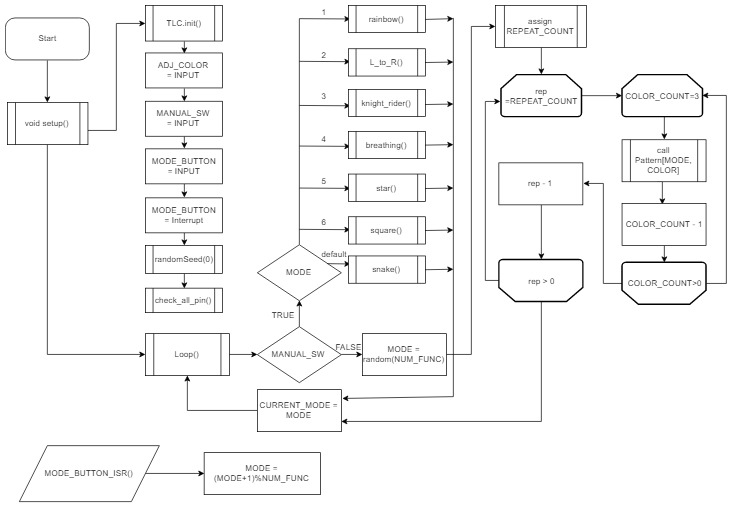 Start
void setup()
TLC.init()
ADJ_COLOR
= INPUT
MANUAL_SW
= INPUT
MODE_BUTTON
= INPUT
MODE_BUTTON
= Interrupt
randomSeed(0)
check_all_pin()
Loop()
MANUAL_SW
TRUE
FALSE
MODE
1
rainbow()
2
L_to_R()
3
knight_rider()
4
breathing()
5
star()
6
square()
default
snake()
MODE =
random(NUM_FUNC)
CURRENT_MODE =
MODE
assign
REPEAT_COUNT
rep
=REPEAT_COUNT
COLOR_COUNT=3
call
Pattern[MODE,
COLOR]
COLOR_COUNT - 1
COLOR_COUNT>0
rep - 1
rep > 0
MODE_BUTTON_ISR()
MODE =
(MODE+1)%NUM_FUNC